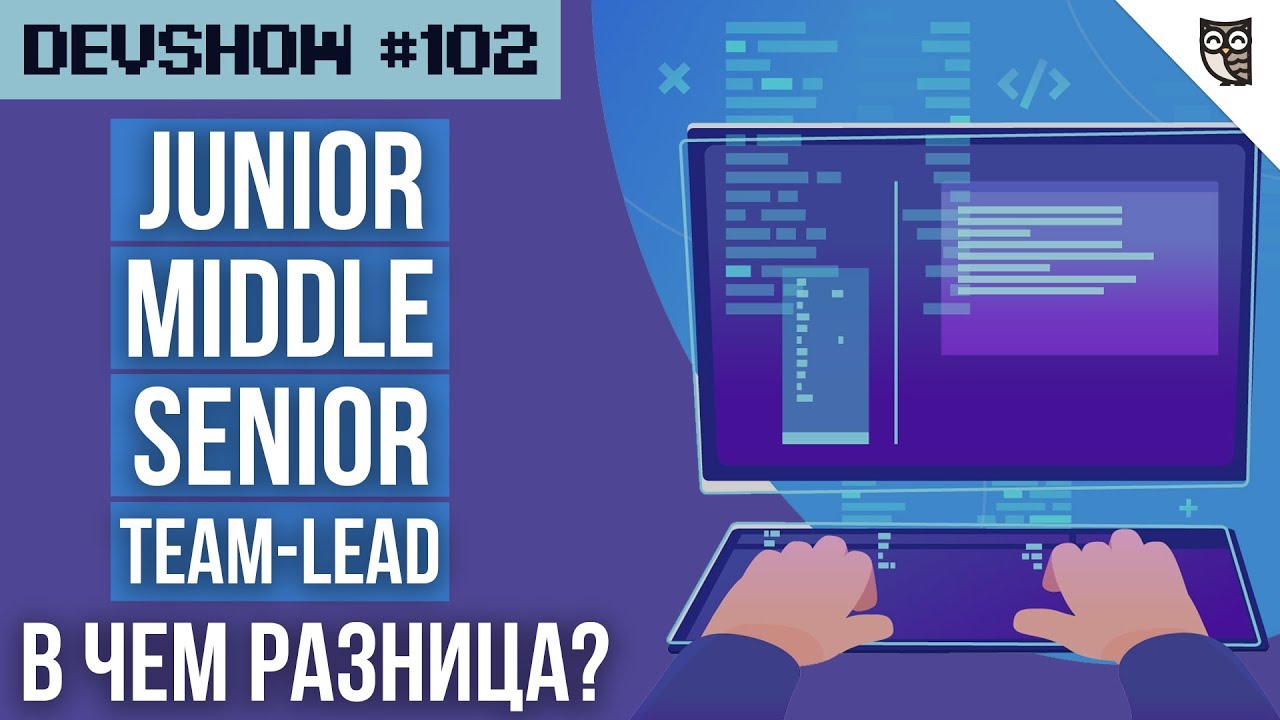 DEVSHOW #102
JUNIOR
MIDDLE
SENIOR
TEAM-LEAD
В ЧЕМ РАЗНИЦА?